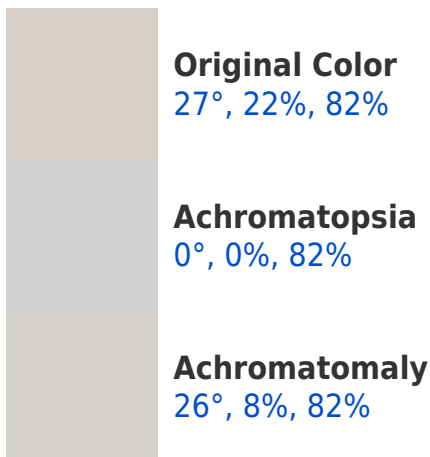 Original Color
27°, 22%, 82%
Achromatopsia
0°, 0%, 82%
Achromatomaly
26°, 8%, 82%